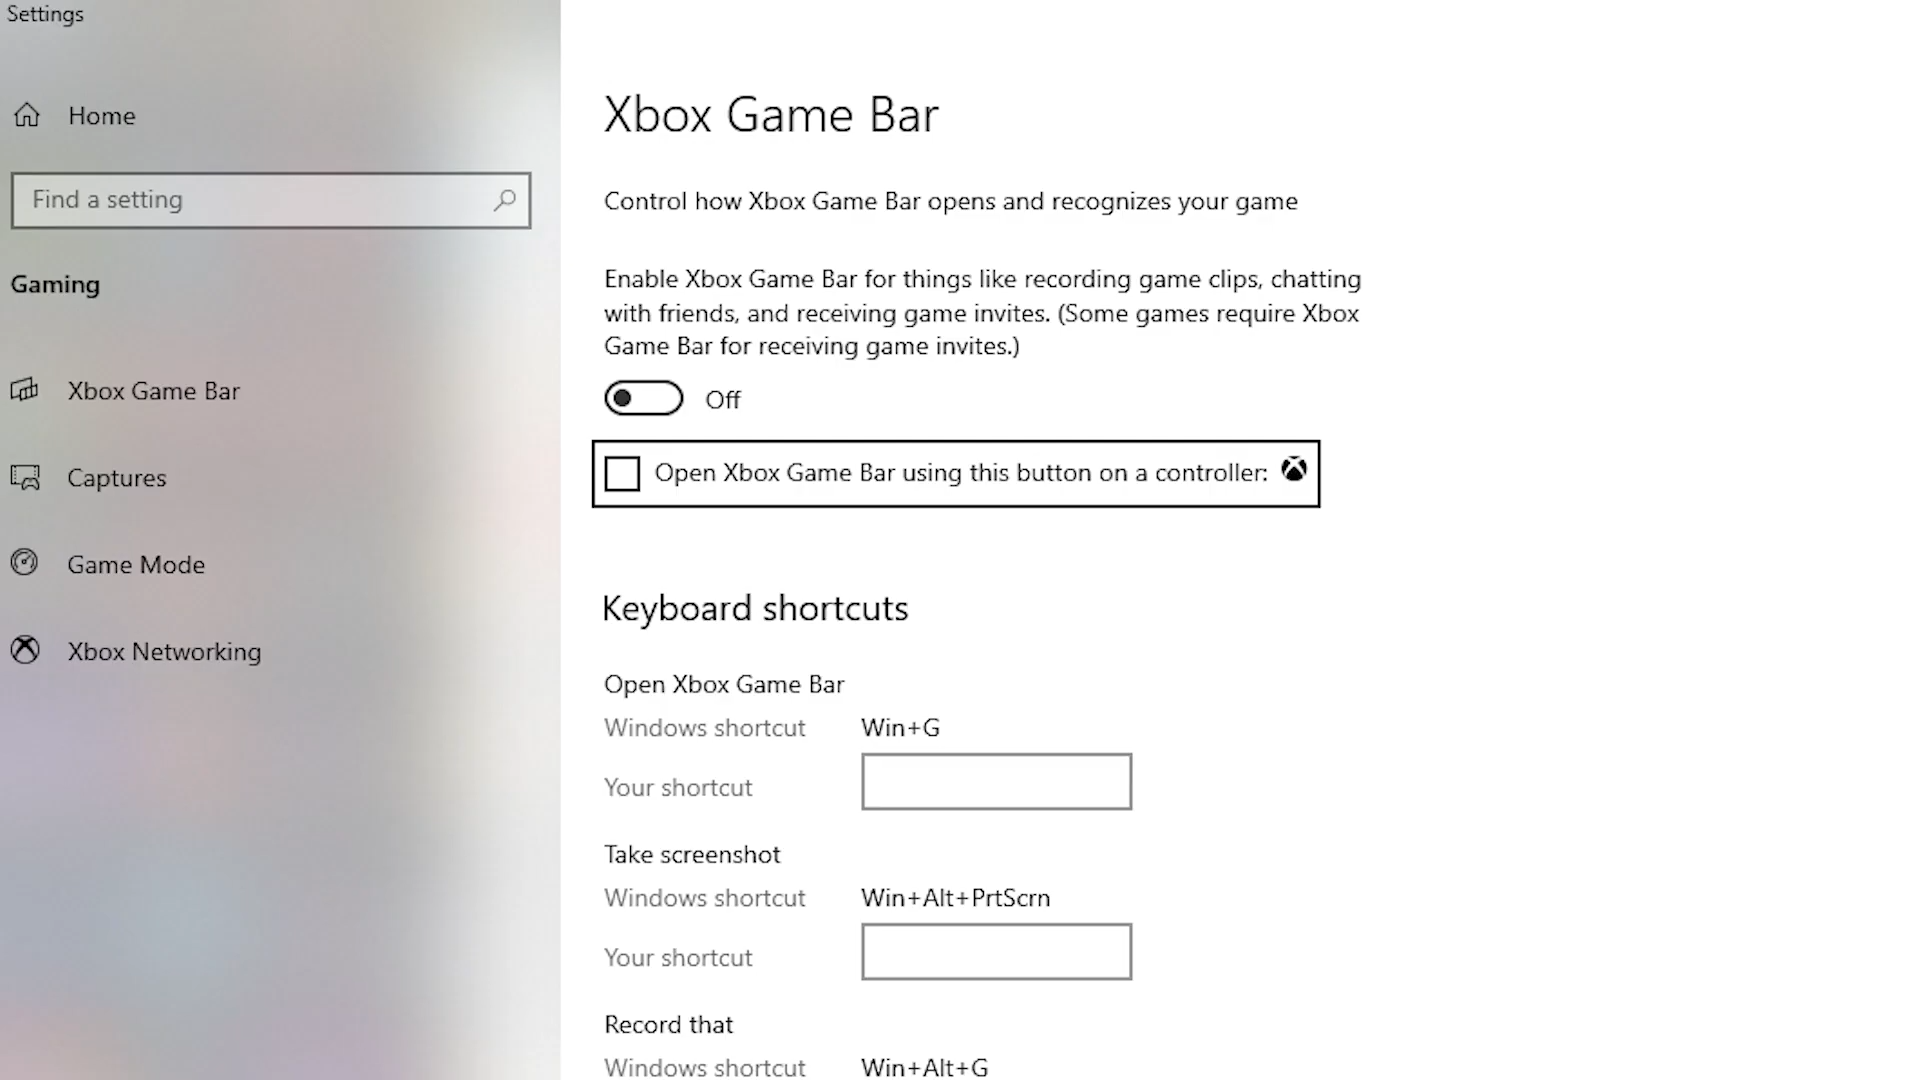 Settings
Home
Find a setting
Gaming
Xbox Game Bar
Captures
Game Mode
Xbox Networking
Xbox Game Bar
Control how Xbox Game Bar opens and recognizes your game
Enable Xbox Game Bar for things like recording game clips, chatting
with friends, and receiving game invites. (Some games require Xbox
Game Bar for receiving game invites.)
Off
Open Xbox Game Bar using this button on a controller:
Keyboard shortcuts
Open Xbox Game Bar
Windows shortcut Win+G
Your shortcut
Take screenshot
Windows shortcut Win+Alt+PrtScrn
Your shortcut
Record that
Windows shortcut Win+Alt+G